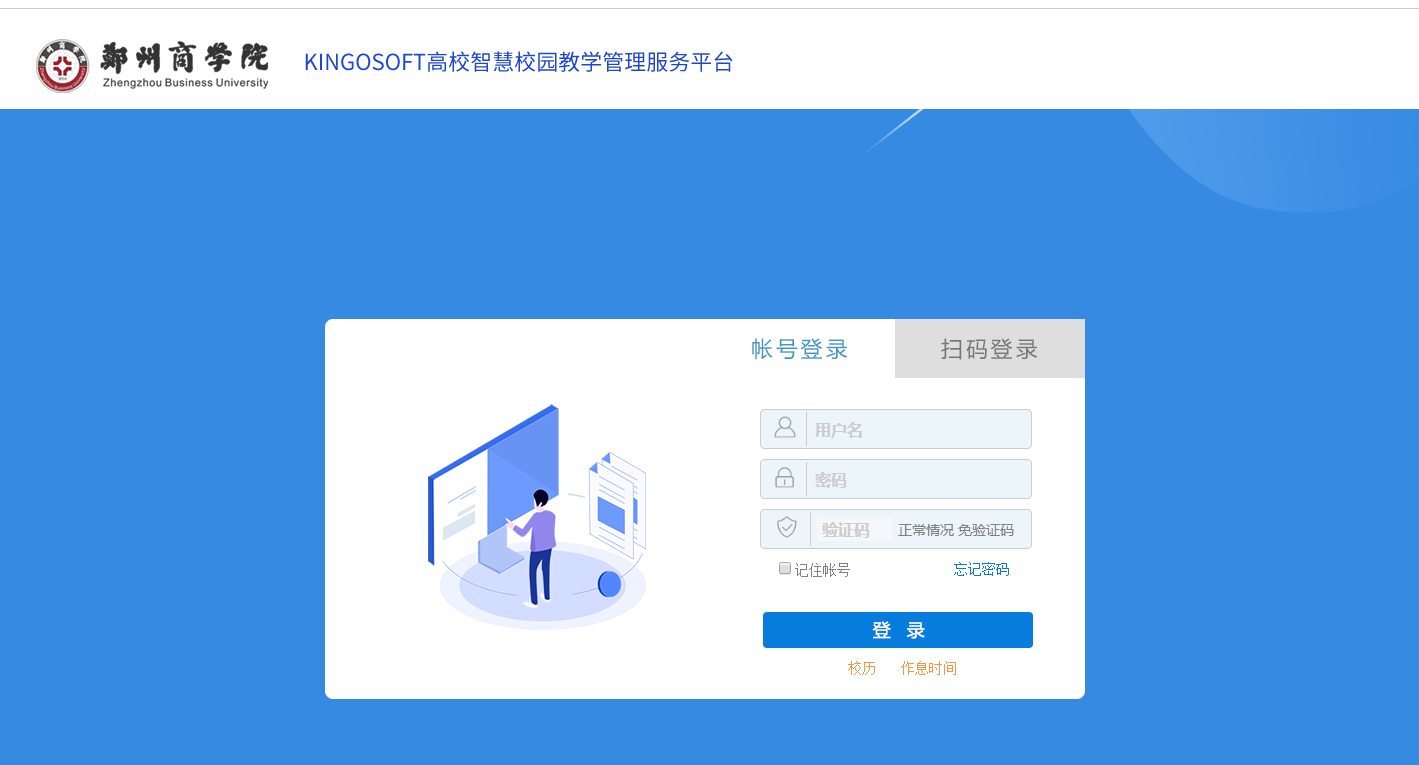 鄭州商学院
Zhengzhou Business University
KINGOSOFT高校智慧校园教学管理服务平台
帐号登录
扫码登录
用户名
密码
验证码 正常情况 免验证码
记住帐号 忘记密码
登 录
校历 作息时间